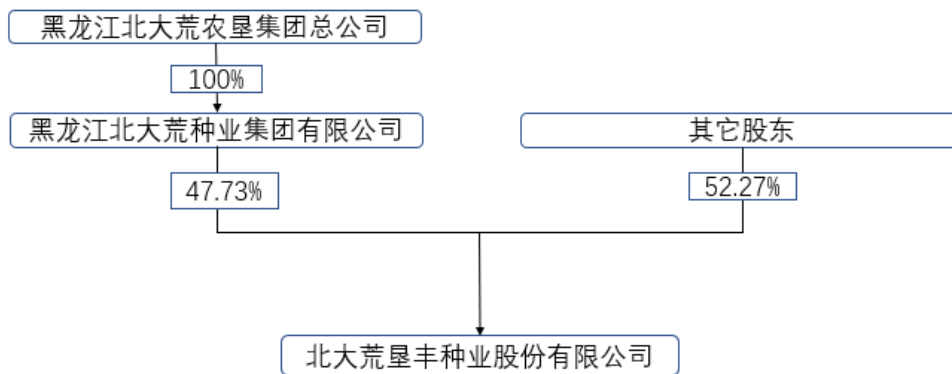 黑龙江北大荒农垦集团总公司
100%
黑龙江北大荒种业集团有限公司
其它股东
47.73%
52.27%
北大荒垦丰种业股份有限公司